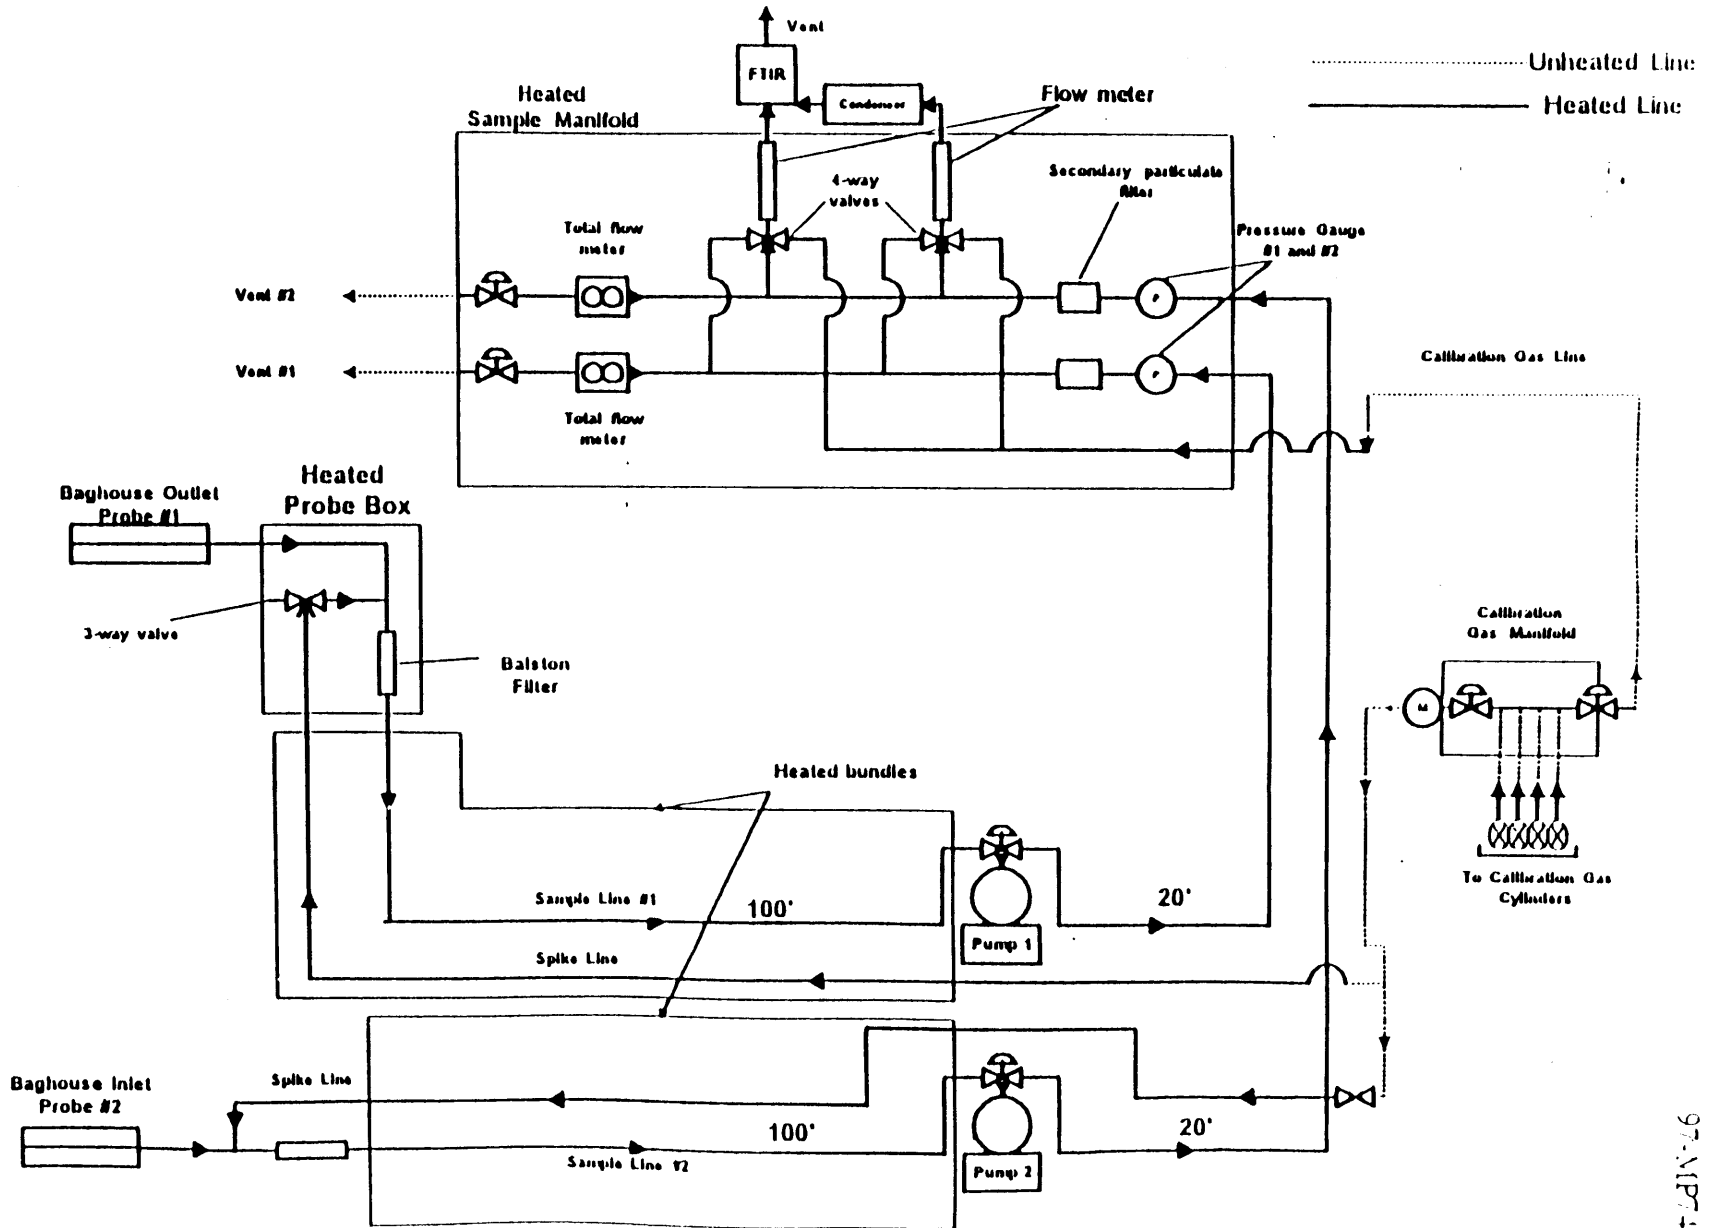 Vent
FTIR
Condenser
Flow meter
Unheated Line
Heated Line
Heated
Sample Manifold
4-way
valves
Secondary particulate
filter
Total flow
meter
Pressure Gauge
#1 and #2
P
Vent #2
Vent #1
P
Total flow
meter
Calibration Gas Line
Heated
Probe Box
Baghouse Outlet
Probe #1
3-way valve
Balston
Filter
Calibration
Gas Manifold
M
Heated bundles
To Calibration Gas
Cylinders
Sample Line #1
100'
20'
Pump 1
Spike Line
Baghouse Inlet
Probe #2
Spike Line
100'
20'
Sample Line #2
Pump 2